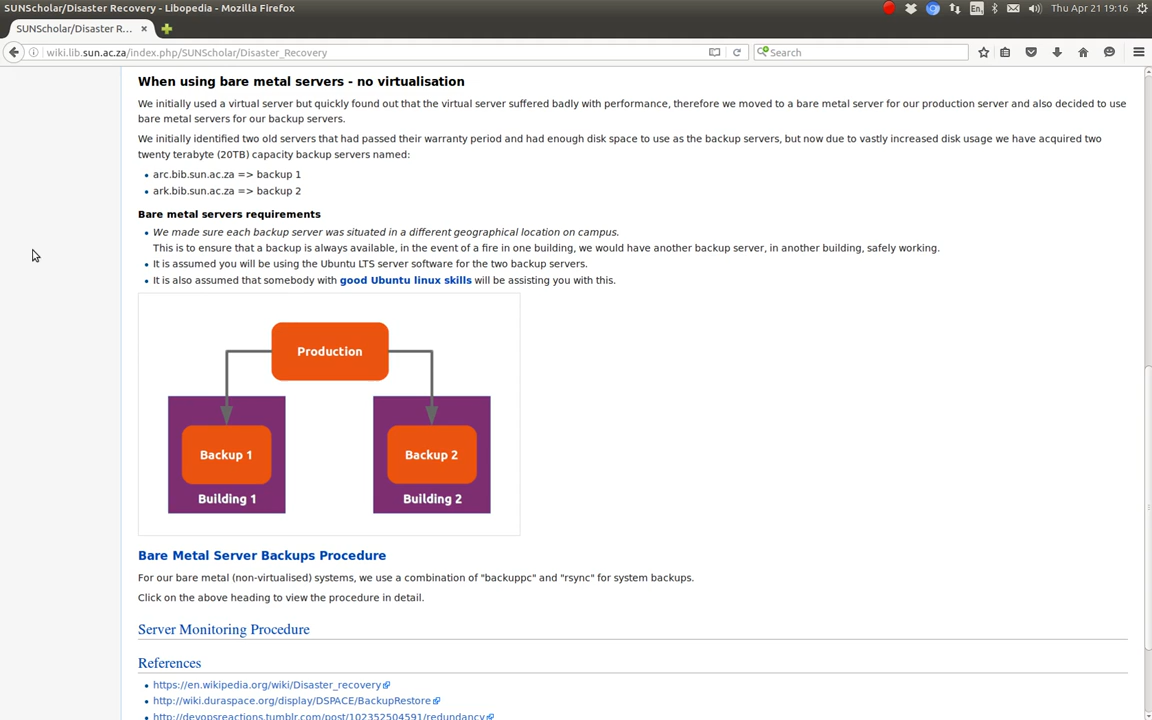 SUNScholar/Disaster Recovery - Libopedia - Mozilla Firefox
En
Thu Apr 21 19:16
SUNScholar/Disaster R...
wiki.lib.sun.ac.za/index.php/SUNScholar/Disaster_Recovery
Search
When using bare metal servers - no virtualisation
We initially used a virtual server but quickly found out that the virtual server suffered badly with performance, therefore we moved to a bare metal server for our production server and also decided to use
bare metal servers for our backup servers.
We initially identified two old servers that had passed their warranty period and had enough disk space to use as the backup servers, but now due to vastly increased disk usage we have acquired two
twenty terabyte (20TB) capacity backup servers named:
arc.bib.sun.ac.za => backup 1
ark.bib.sun.ac.za => backup 2
Bare metal servers requirements
We made sure each backup server was situated in a different geographical location on campus.
This is to ensure that a backup is always available, in the event of a fire in one building, we would have another backup server, in another building, safely working.
It is assumed you will be using the Ubuntu LTS server software for the two backup servers.
It is also assumed that somebody with good Ubuntu linux skills will be assisting you with this.
Production
Backup 1
Backup 2
Building 1
Building 2
Bare Metal Server Backups Procedure
For our bare metal (non-virtualised) systems, we use a combination of "backuppc" and "rsync" for system backups.
Click on the above heading to view the procedure in detail.
Server Monitoring Procedure
References
https://en.wikipedia.org/wiki/Disaster_recovery
http://wiki.duraspace.org/display/DSPACE/BackupRestore
http://devopsreactions.tumblr.com/post/102352504591/redundancy